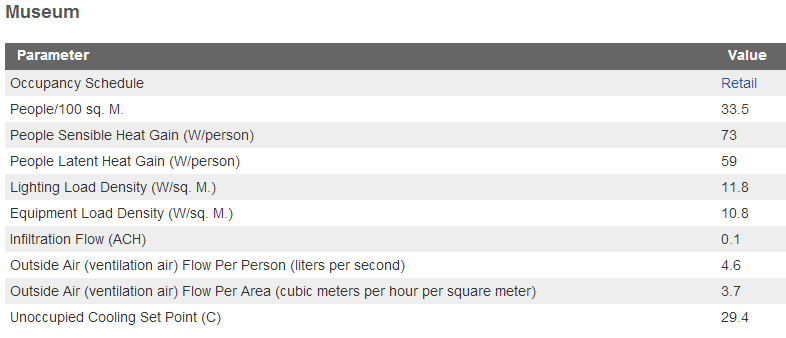 Museum
Parameter Value
Occupancy Schedule Retail
People/100 sq. M. 33.5
People Sensible Heat Gain (W/person) 73
People Latent Heat Gain (W/person) 59
Lighting Load Density (W/sq. M.) 11.8
Equipment Load Density (W/sq. M.) 10.8
Infiltration Flow (ACH) 0.1
Outside Air (ventilation air) Flow Per Person (liters per second) 4.6
Outside Air (ventilation air) Flow Per Area (cubic meters per hour per square meter) 3.7
Unoccupied Cooling Set Point (C) 29.4